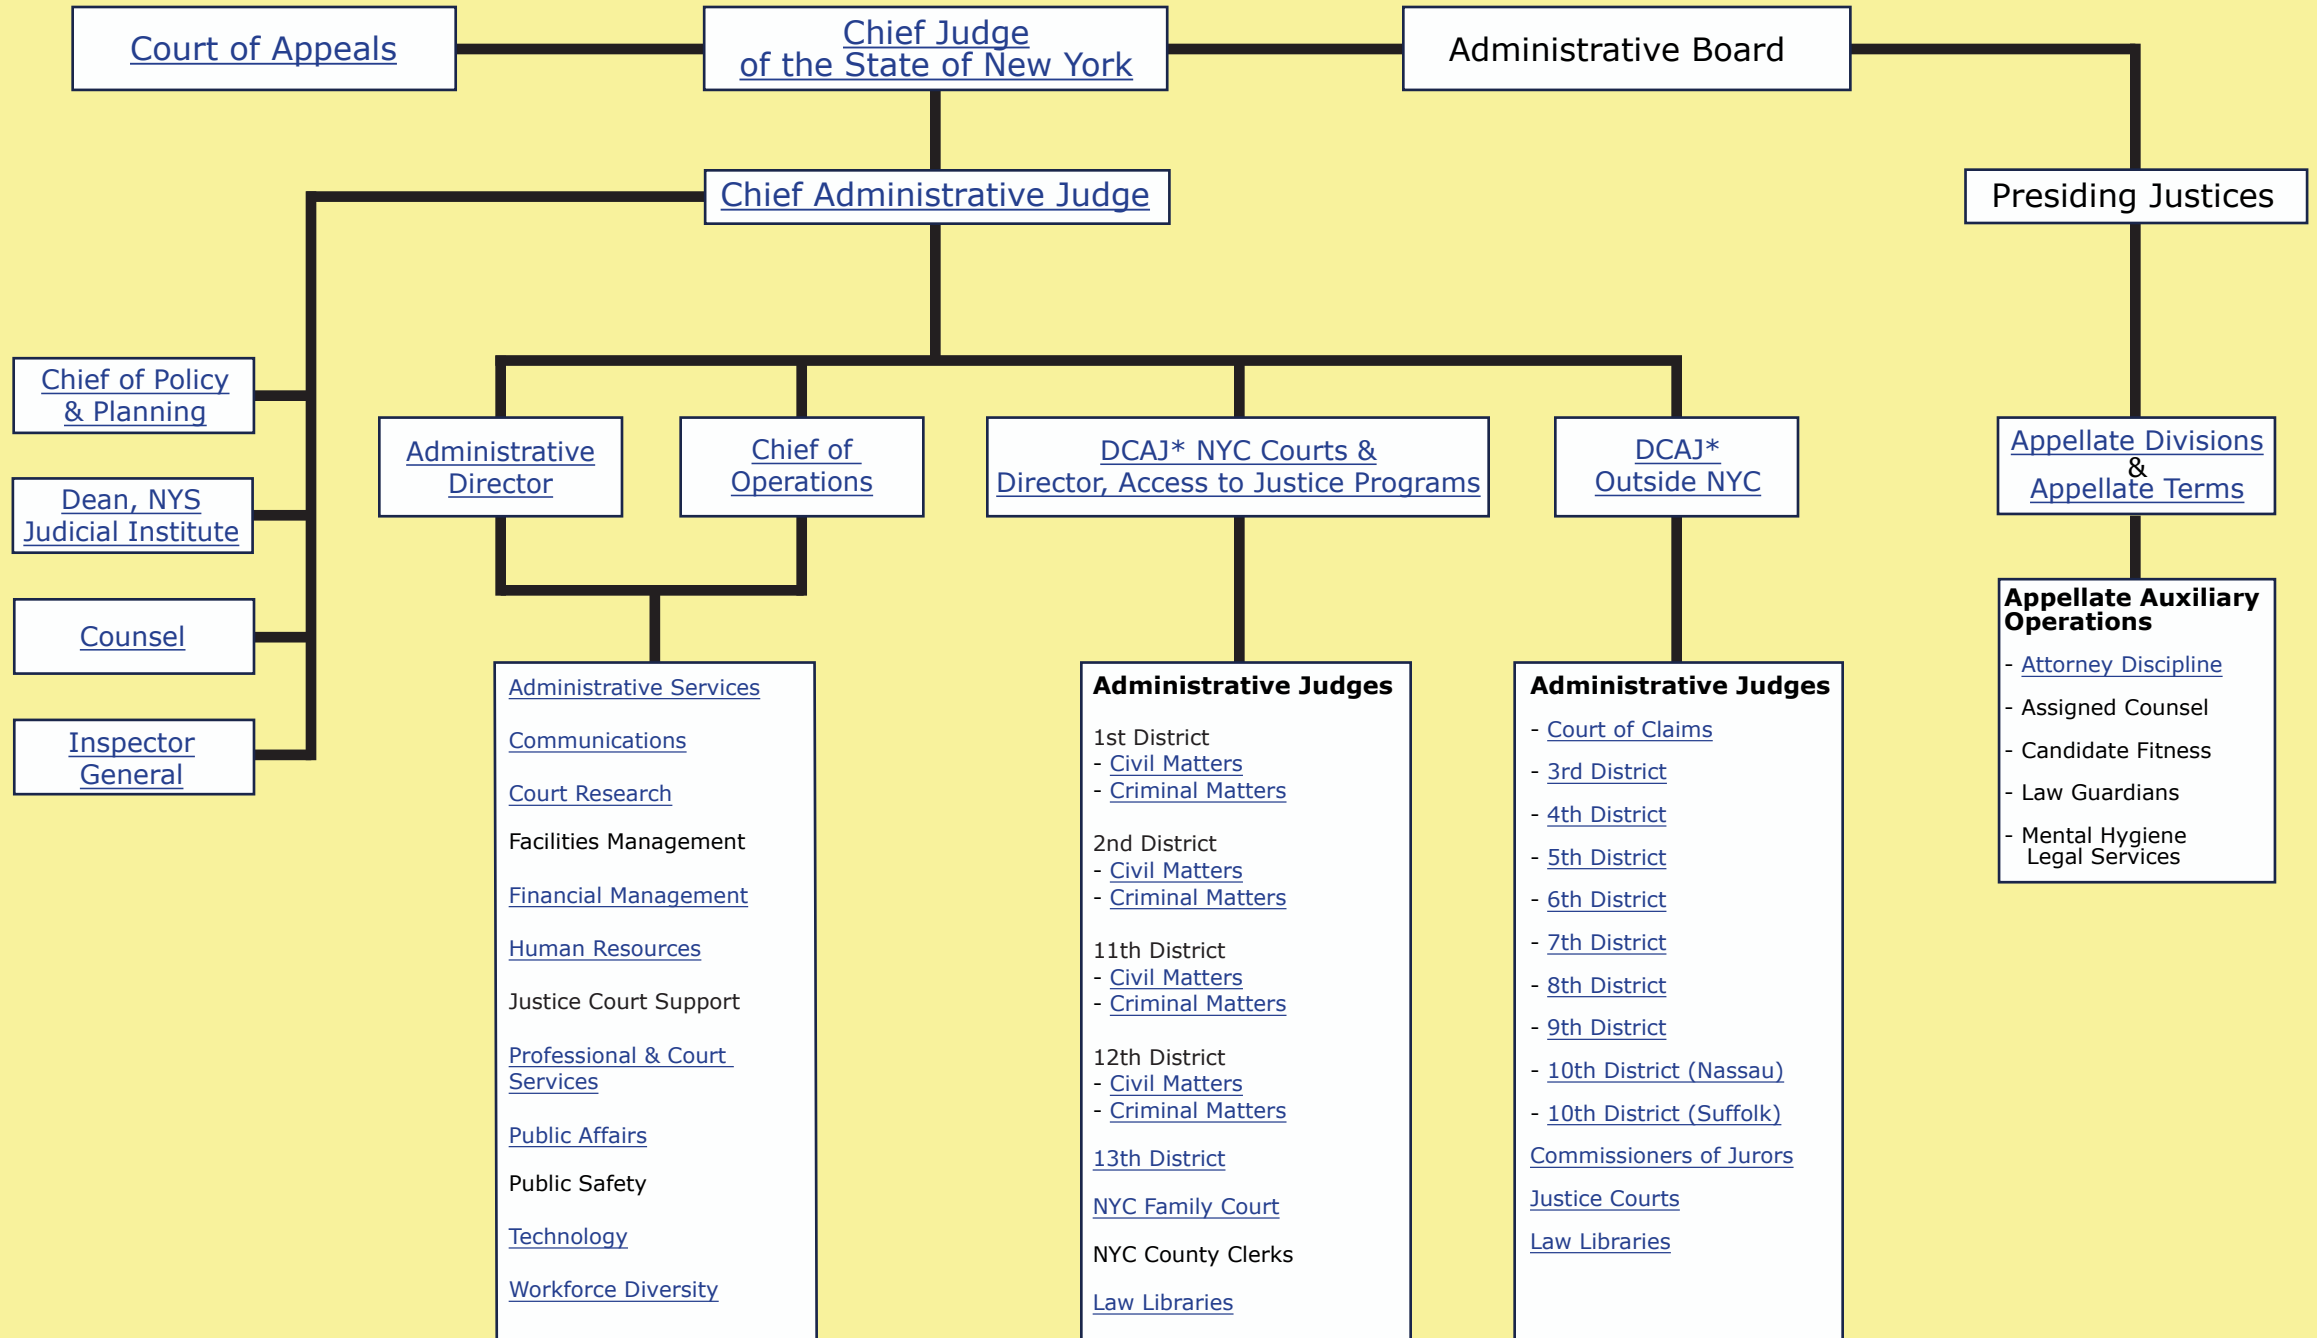 Court of Appeals
Chief Judge
of the State of New York
Administrative Board
Chief Administrative Judge
Presiding Justices
Chief of Policy
& Planning
Dean, NYS
Judicial Institute
Counsel
Inspector
General
Administrative
Director
Chief of
Operations
DCAJ* NYC Courts &
Director, Access to Justice Programs
DCAJ*
Outside NYC
Appellate Divisions
&
Appellate Terms
Administrative Services
Communications
Court Research
Facilities Management
Financial Management
Human Resources
Justice Court Support
Professional & Court
Services
Public Affairs
Public Safety
Technology
Workforce Diversity
Administrative Judges
1st District
- Civil Matters
- Criminal Matters
2nd District
- Civil Matters
- Criminal Matters
11th District
- Civil Matters
- Criminal Matters
12th District
- Civil Matters
- Criminal Matters
13th District
NYC Family Court
NYC County Clerks
Law Libraries
Administrative Judges
- Court of Claims
- 3rd District
- 4th District
- 5th District
- 6th District
- 7th District
- 8th District
- 9th District
- 10th District (Nassau)
- 10th District (Suffolk)
Commissioners of Jurors
Justice Courts
Law Libraries
Appellate Auxiliary
Operations
- Attorney Discipline
- Assigned Counsel
- Candidate Fitness
- Law Guardians
- Mental Hygiene
Legal Services